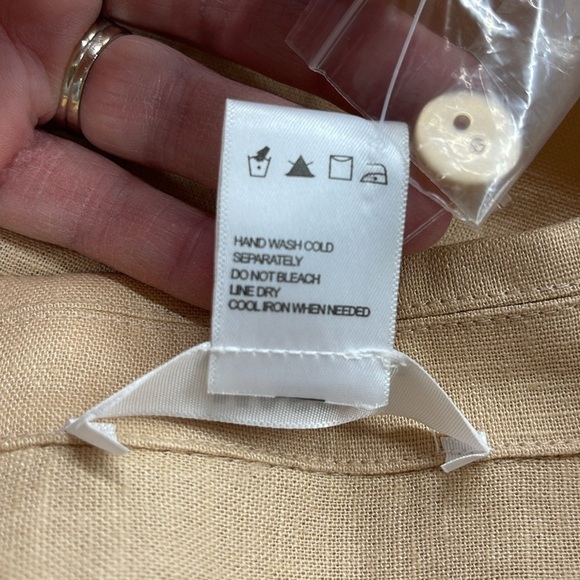 HAND WASH COLD
SEPARATELY
DO NOT BLEACH
LINE DRY
COOL IRON WHEN NEEDED